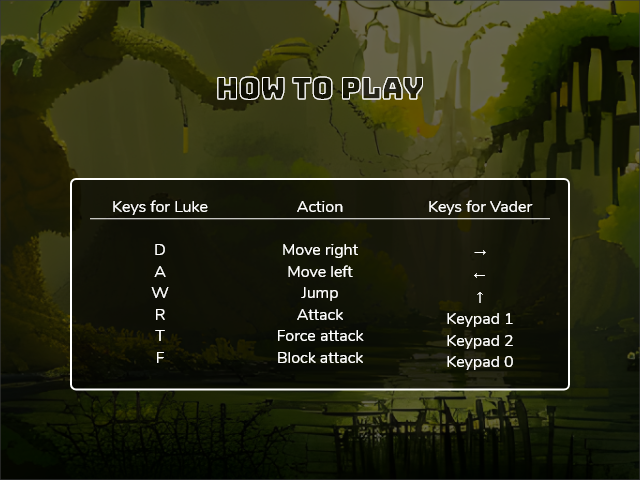 HOW TO PLAY
Keys for Luke Action Keys for Vader
D Move right →
A Move left ←
W Jump ↑
R Attack Keypad 1
T Force attack Keypad 2
F Block attack Keypad 0